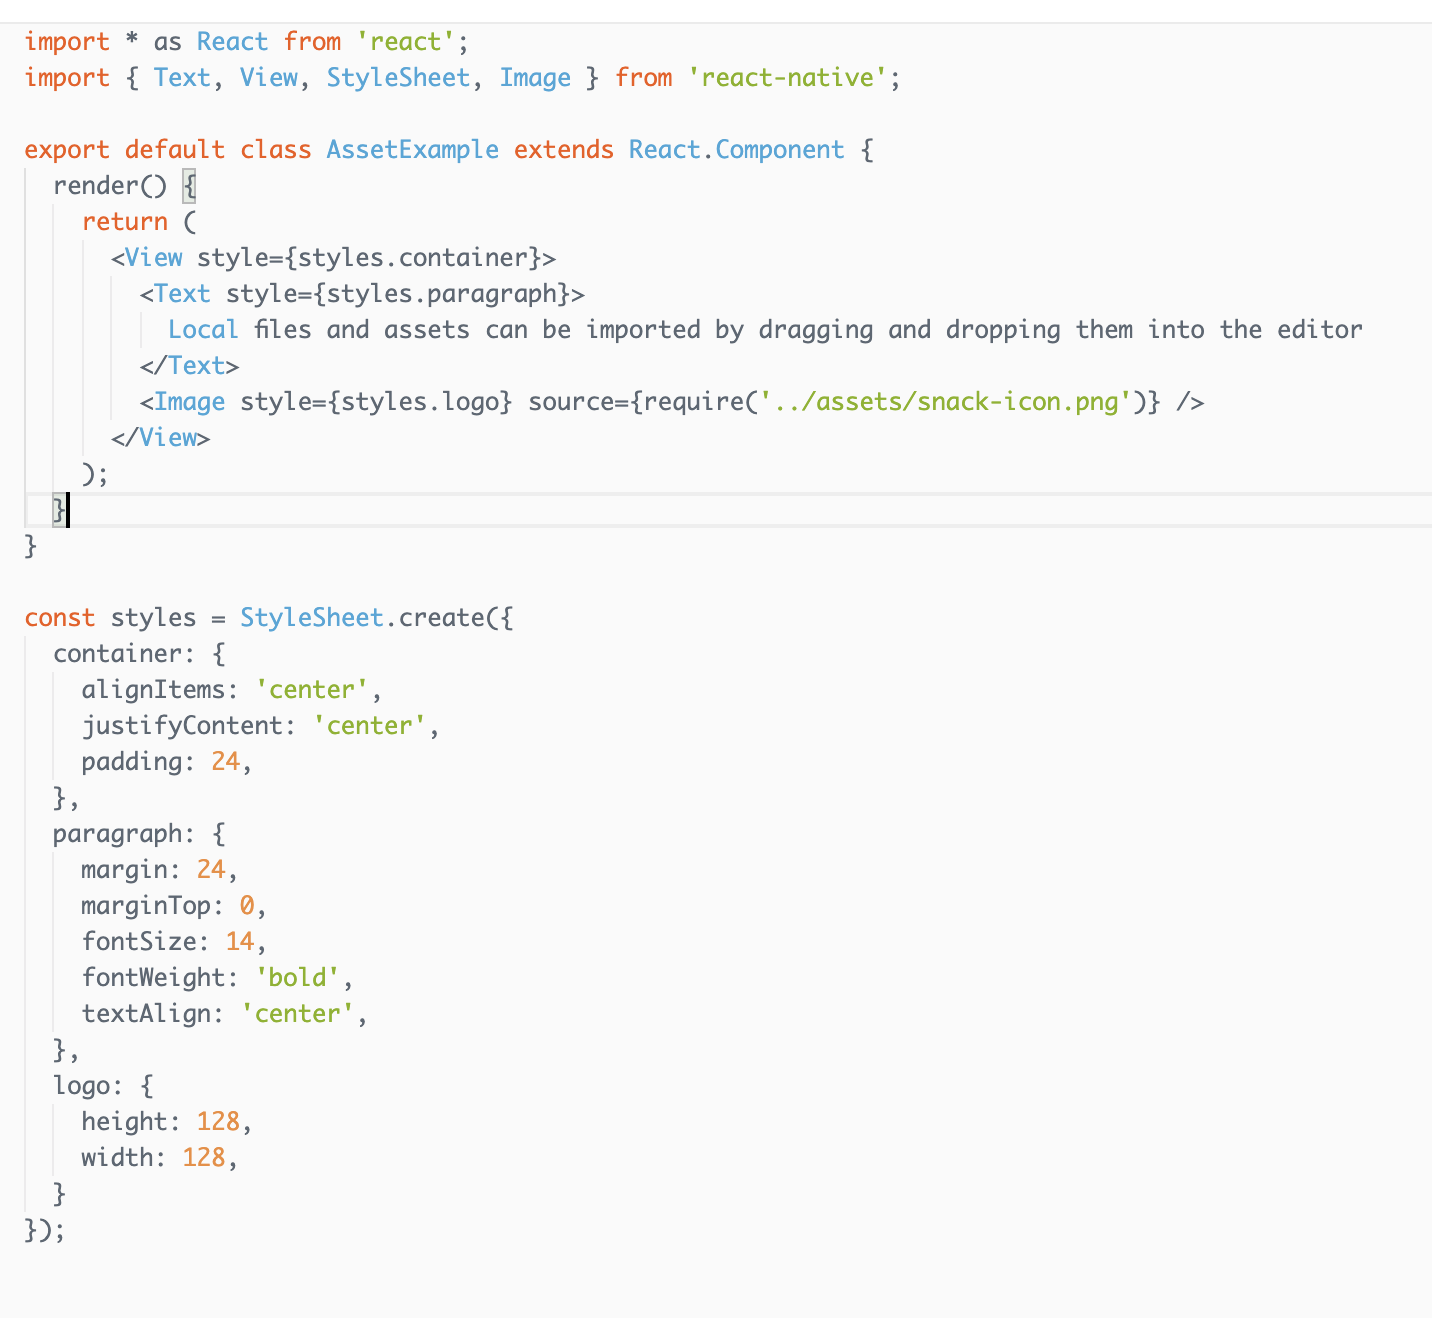 import * as React from 'react';
import { Text, View, StyleSheet, Image } from 'react-native';

export default class AssetExample extends React.Component {
  render() {
    return (
      <View style={styles.container}>
        <Text style={styles.paragraph}>
          Local files and assets can be imported by dragging and dropping them into the editor
        </Text>
        <Image style={styles.logo} source={require('../assets/snack-icon.png')} />
      </View>
    );
  }
}

const styles = StyleSheet.create({
  container: {
    alignItems: 'center',
    justifyContent: 'center',
    padding: 24,
  },
  paragraph: {
    margin: 24,
    marginTop: 0,
    fontSize: 14,
    fontWeight: 'bold',
    textAlign: 'center',
  },
  logo: {
    height: 128,
    width: 128,
  }
});